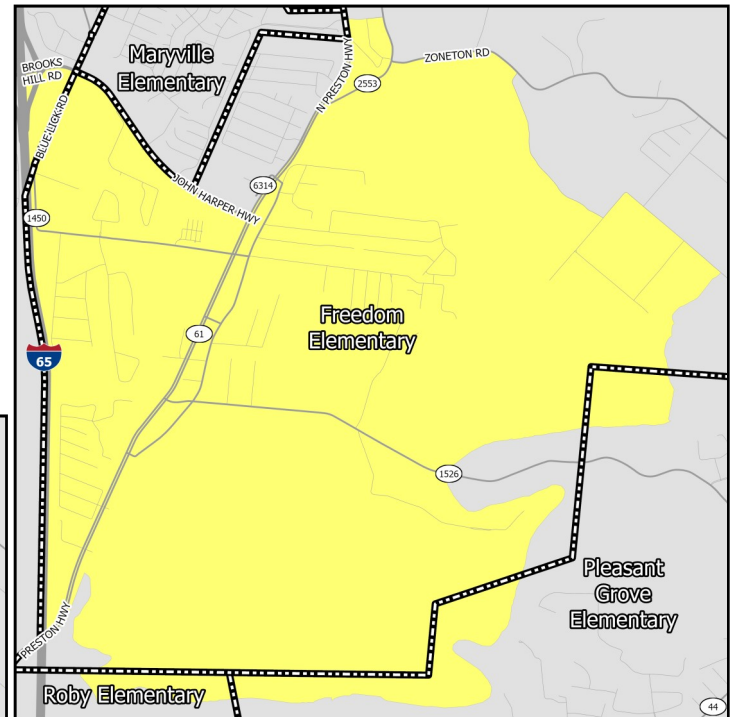 Maryville
Elementary
BROOKS
HILL RD
ZONETON RD
N PRESTON HWY
2553
BLUE LICK RD
JOHN HARPER HWY
6314
1450
Freedom
Elementary
61
65
1526
Pleasant
Grove
Elementary
PRESTON HWY
Roby Elementary
44